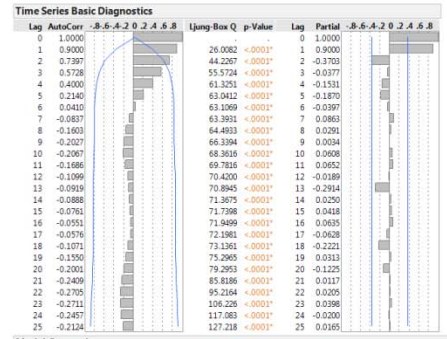 Time Series Basic Diagnostics
Lag AutoCorr -.8-.6-.4-.2 0 .2 .4 .6 .8 Ljung-Box Q p-Value Lag Partial -.8-.6-.4-.2 0 .2 .4 .6 .8
0 1.0000 . . 0 1.0000
1 0.9000 26.0082 <.0001* 1 0.9000
2 0.7397 44.2267 <.0001* 2 -0.3703
3 0.5728 55.5724 <.0001* 3 -0.0377
4 0.4000 61.3251 <.0001* 4 -0.1531
5 0.2140 63.0412 <.0001* 5 -0.1870
6 0.0410 63.1069 <.0001* 6 -0.0397
7 -0.0837 63.3931 <.0001* 7 0.0863
8 -0.1603 64.4933 <.0001* 8 0.0291
9 -0.2027 66.3394 <.0001* 9 0.0034
10 -0.2067 68.3616 <.0001* 10 0.0608
11 -0.1686 69.7816 <.0001* 11 0.0652
12 -0.1099 70.4200 <.0001* 12 -0.0189
13 -0.0919 70.8945 <.0001* 13 -0.2914
14 -0.0888 71.3675 <.0001* 14 0.0250
15 -0.0761 71.7398 <.0001* 15 0.0418
16 -0.0551 71.9499 <.0001* 16 0.0635
17 -0.0576 72.1981 <.0001* 17 -0.0628
18 -0.1071 73.1361 <.0001* 18 -0.2221
19 -0.1550 75.2965 <.0001* 19 0.0313
20 -0.2001 79.2953 <.0001* 20 -0.1225
21 -0.2409 85.8186 <.0001* 21 0.0117
22 -0.2705 95.2164 <.0001* 22 0.0205
23 -0.2711 106.226 <.0001* 23 0.0398
24 -0.2457 117.083 <.0001* 24 -0.0200
25 -0.2124 127.218 <.0001* 25 0.0165